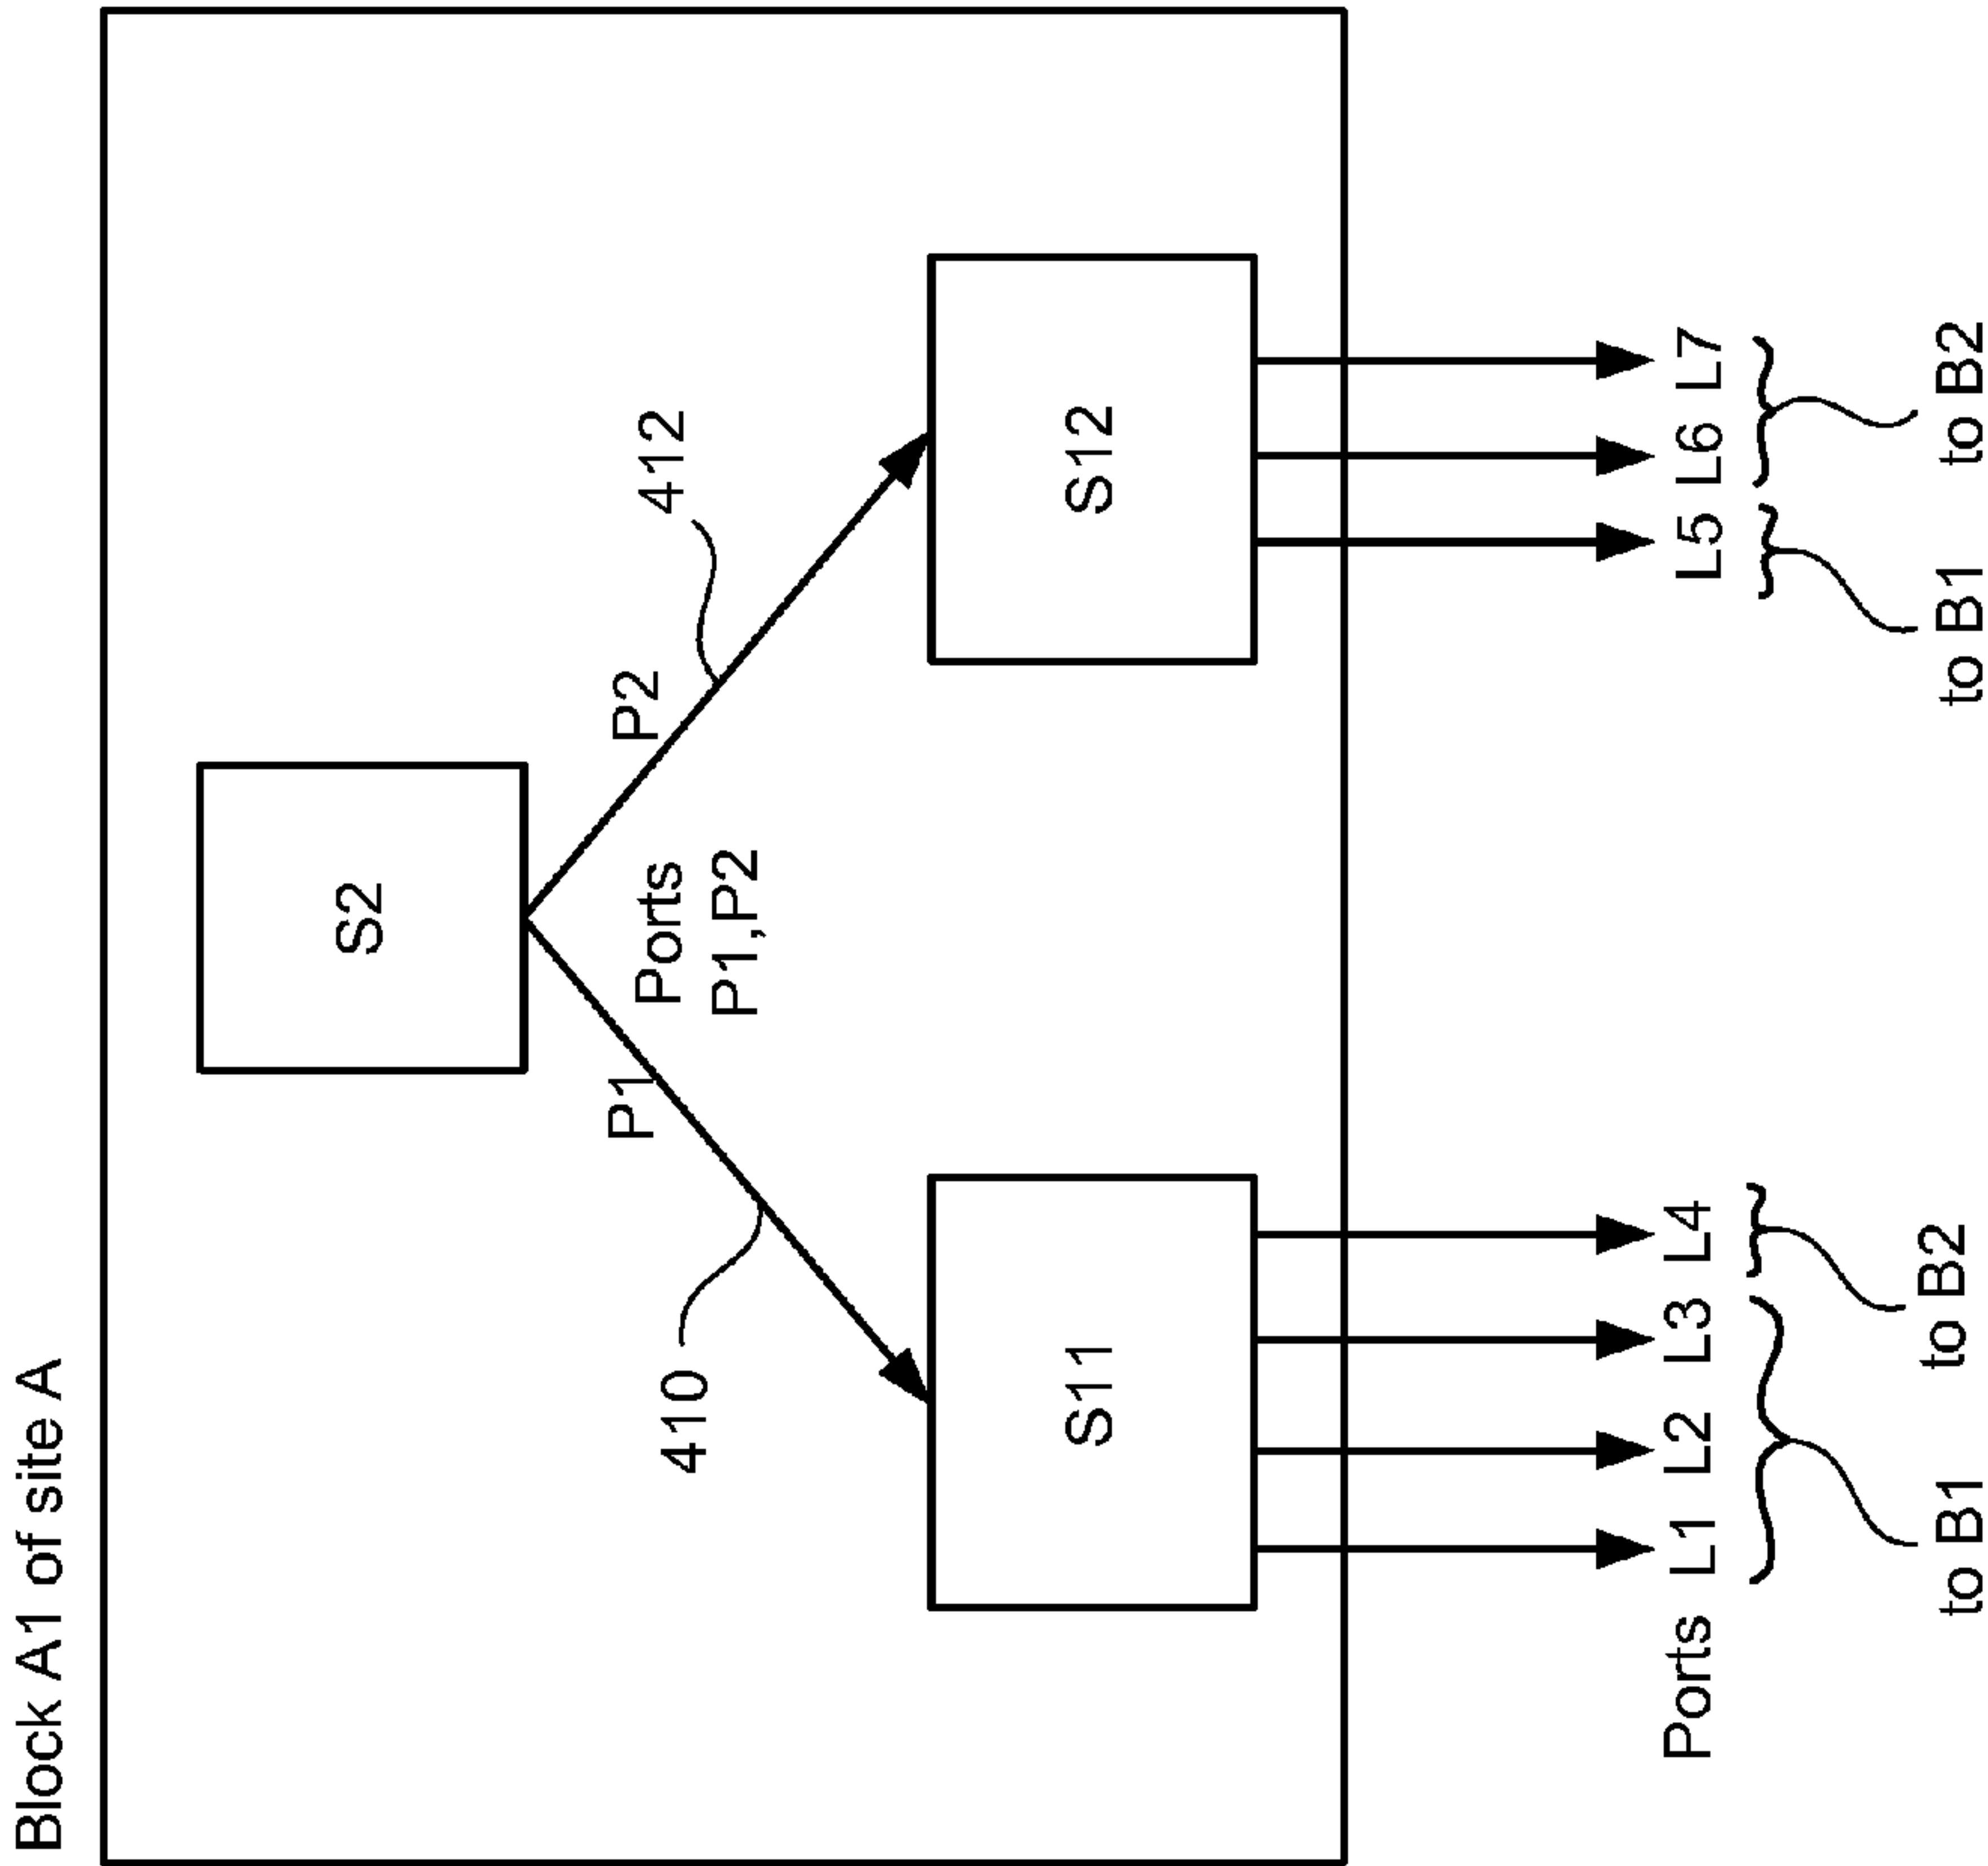 Block A1 of site A
S2
P1
P2
Ports
P1,P2
410
412
S11
S12
Ports L1 L2 L3 L4
L5 L6 L7
to B1
to B2
to B1
to B2